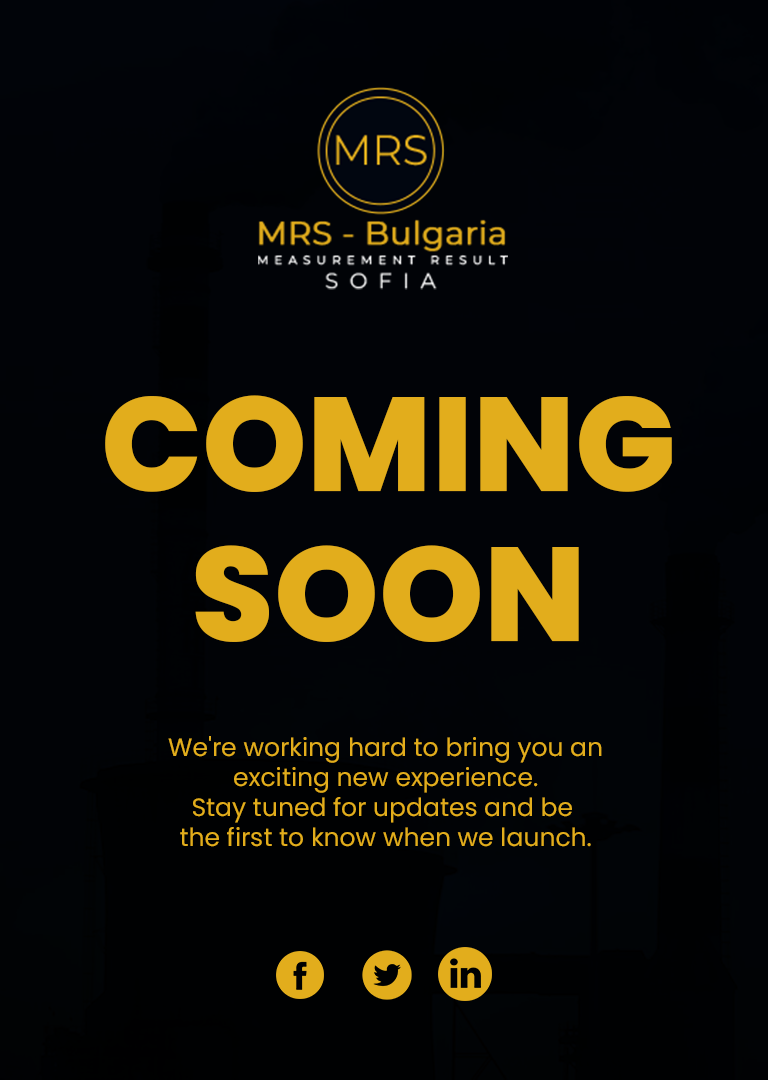 MRS
MRS - Bulgaria
MEASUREMENT RESULT
SOFIA
COMING
SOON
We're working hard to bring you an
exciting new experience.
Stay tuned for updates and be
the first to know when we launch.
f in